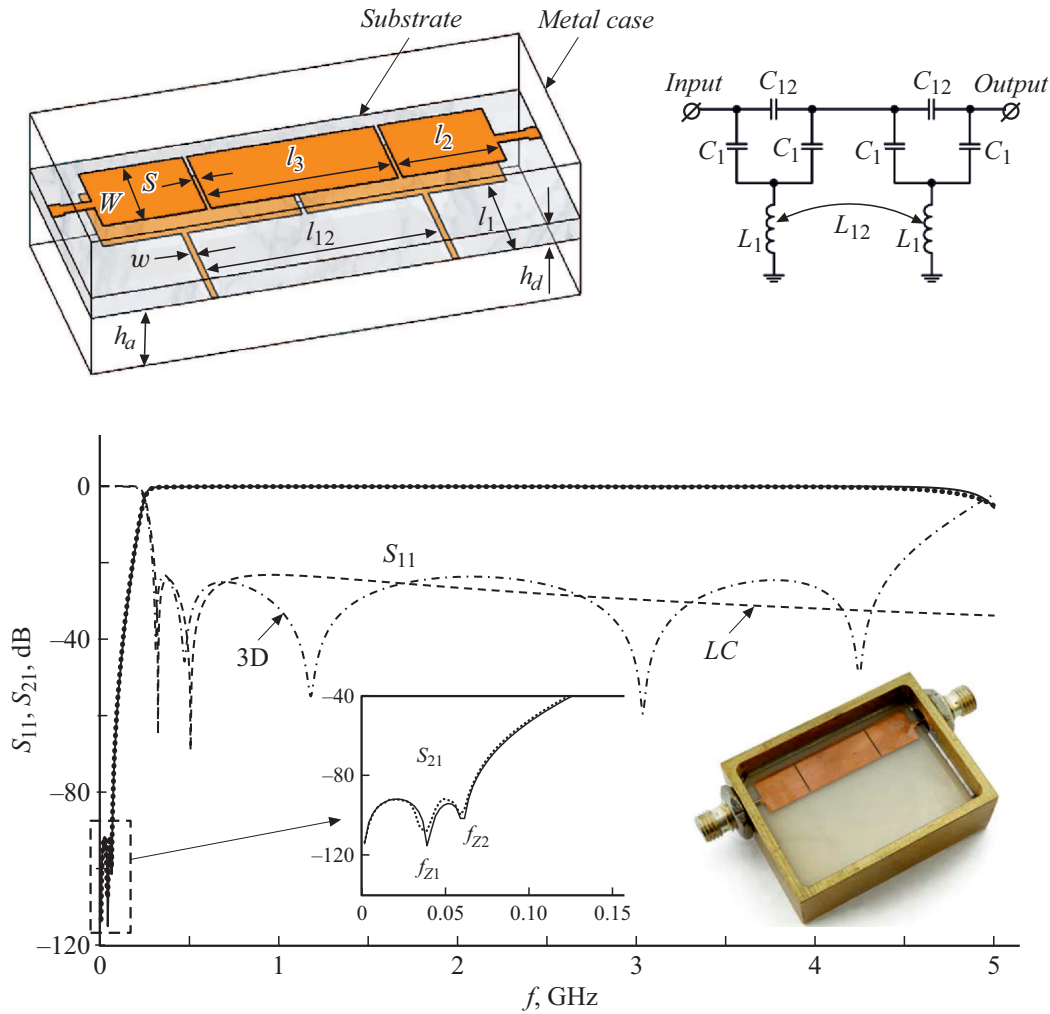 Substrate
Metal case
W
S
l3
l2
w
l12
l1
hd
ha
Input
C12
C12
Output
C1
C1
C1
C1
L1
L12
L1
S11, S21, dB
0
–40
–80
–120
S11
3D
LC
–40
–80
–120
S21
fZ1
fZ2
0
0.05
0.10
0.15
0
1
2
3
4
5
f, GHz